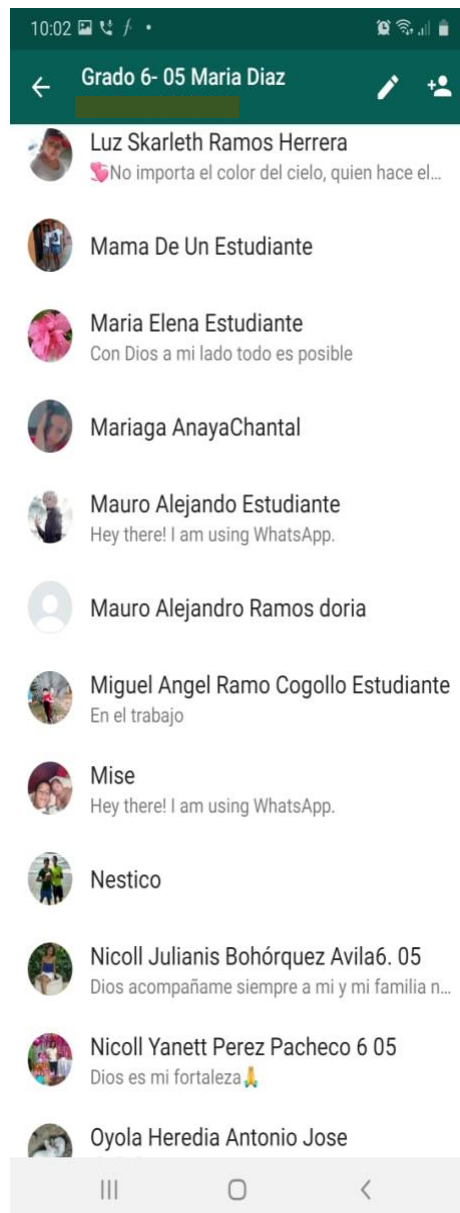 10:02
Grado 6- 05 Maria Diaz
Luz Skarleth Ramos Herrera
💞No importa el color del cielo, quien hace el...
Mama De Un Estudiante
Maria Elena Estudiante
Con Dios a mi lado todo es posible
Mariaga AnayaChantal
Mauro Alejando Estudiante
Hey there! I am using WhatsApp.
Mauro Alejandro Ramos doria
Miguel Angel Ramo Cogollo Estudiante
En el trabajo
Mise
Hey there! I am using WhatsApp.
Nestico
Nicoll Julianis Bohórquez Avila6. 05
Dios acompañame siempre a mi y mi familia n...
Nicoll Yanett Perez Pacheco 6 05
Dios es mi fortaleza🙏
Oyola Heredia Antonio Jose